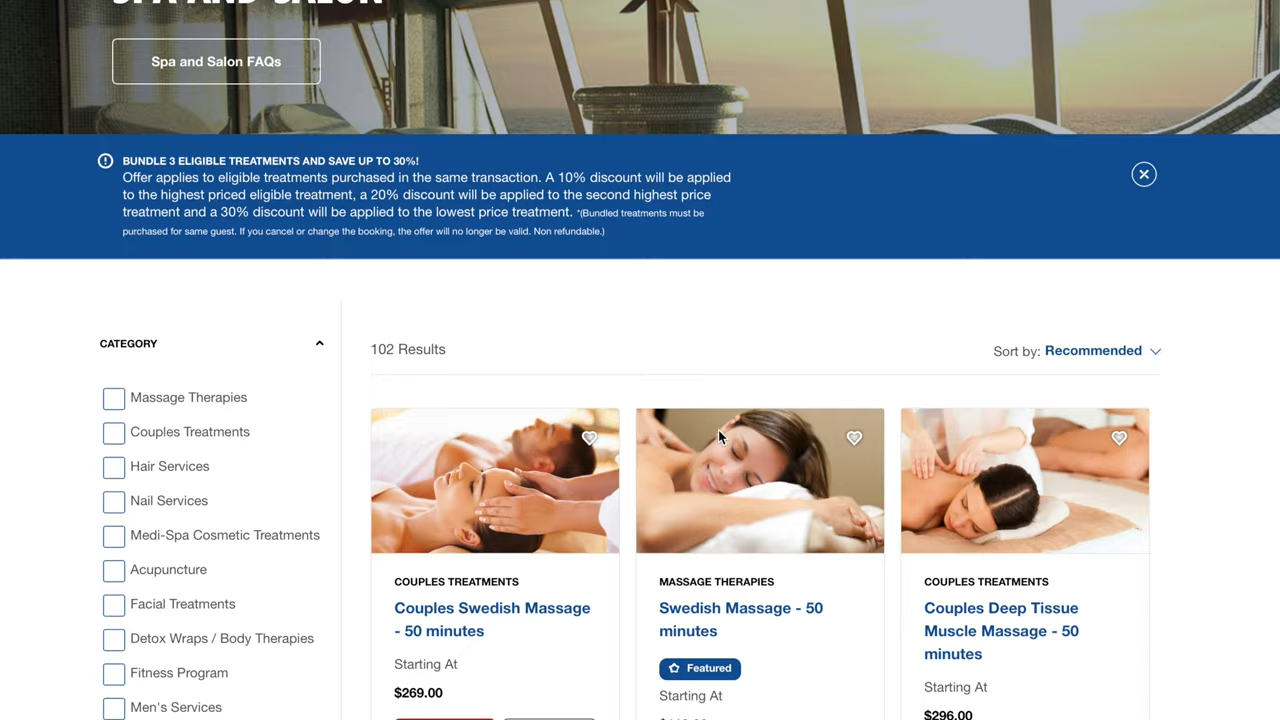 SPA AND SALON
Spa and Salon FAQs
BUNDLE 3 ELIGIBLE TREATMENTS AND SAVE UP TO 30%!
Offer applies to eligible treatments purchased in the same transaction. A 10% discount will be applied
to the highest priced eligible treatment, a 20% discount will be applied to the second highest price
treatment and a 30% discount will be applied to the lowest price treatment. *(Bundled treatments must be
purchased for same guest. If you cancel or change the booking, the offer will no longer be valid. Non refundable.)
CATEGORY
102 Results
Sort by: Recommended
Massage Therapies
Couples Treatments
Hair Services
Nail Services
Medi-Spa Cosmetic Treatments
Acupuncture
Facial Treatments
Detox Wraps / Body Therapies
Fitness Program
Men's Services
COUPLES TREATMENTS
Couples Swedish Massage
- 50 minutes
Starting At
$269.00
MASSAGE THERAPIES
Swedish Massage - 50
minutes
Featured
Starting At
COUPLES TREATMENTS
Couples Deep Tissue
Muscle Massage - 50
minutes
Starting At
$296.00